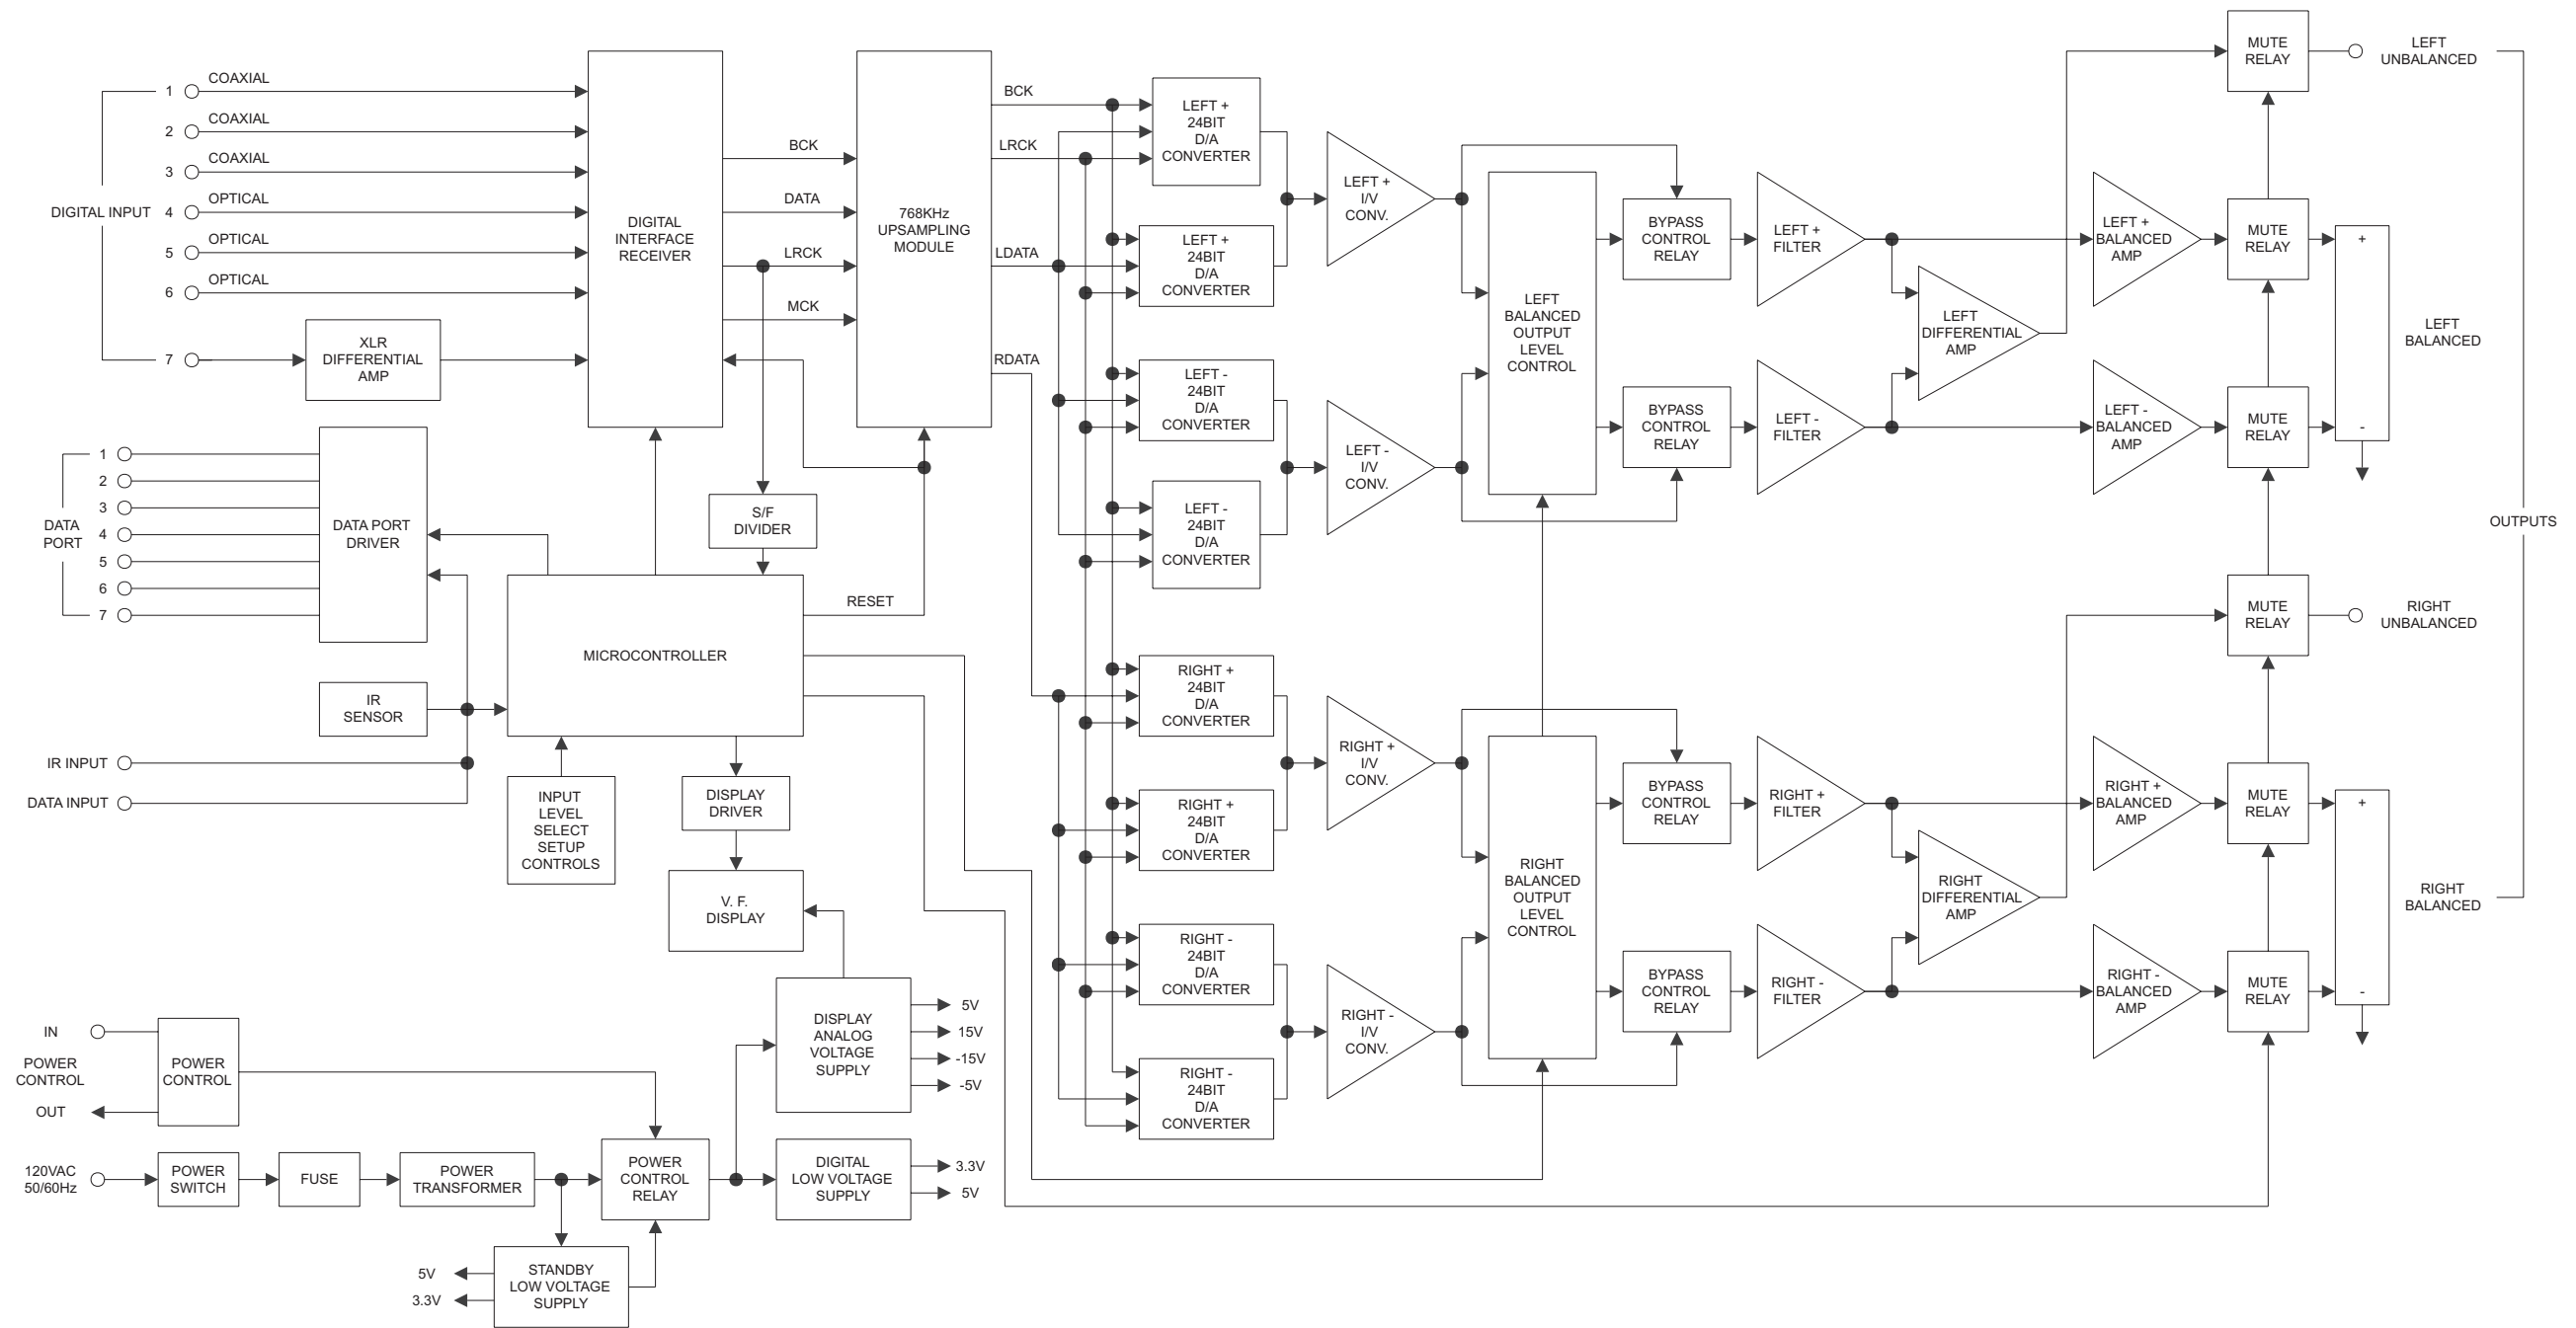 DIGITAL INPUT
1
COAXIAL
2
COAXIAL
3
COAXIAL
4
OPTICAL
5
OPTICAL
6
OPTICAL
7
XLR
DIFFERENTIAL
AMP
DIGITAL
INTERFACE
RECEIVER
BCK
DATA
LRCK
MCK
768KHz
UPSAMPLING
MODULE
BCK
LRCK
LDATA
RDATA
DATA
PORT
1
2
3
4
5
6
7
DATA PORT
DRIVER
S/F
DIVIDER
MICROCONTROLLER
RESET
IR
SENSOR
IR INPUT
DATA INPUT
INPUT
LEVEL
SELECT
SETUP
CONTROLS
DISPLAY
DRIVER
V. F.
DISPLAY
DISPLAY
ANALOG
VOLTAGE
SUPPLY
5V
15V
-15V
-5V
IN
POWER
CONTROL
OUT
POWER
CONTROL
120VAC
50/60Hz
POWER
SWITCH
FUSE
POWER
TRANSFORMER
POWER
CONTROL
RELAY
DIGITAL
LOW VOLTAGE
SUPPLY
3.3V
5V
STANDBY
LOW VOLTAGE
SUPPLY
5V
3.3V
LEFT +
24BIT
D/A
CONVERTER
LEFT +
24BIT
D/A
CONVERTER
LEFT -
24BIT
D/A
CONVERTER
LEFT -
24BIT
D/A
CONVERTER
RIGHT +
24BIT
D/A
CONVERTER
RIGHT +
24BIT
D/A
CONVERTER
RIGHT -
24BIT
D/A
CONVERTER
RIGHT -
24BIT
D/A
CONVERTER
LEFT +
I/V
CONV.
LEFT -
I/V
CONV.
RIGHT +
I/V
CONV.
RIGHT -
I/V
CONV.
LEFT
BALANCED
OUTPUT
LEVEL
CONTROL
RIGHT
BALANCED
OUTPUT
LEVEL
CONTROL
BYPASS
CONTROL
RELAY
BYPASS
CONTROL
RELAY
BYPASS
CONTROL
RELAY
BYPASS
CONTROL
RELAY
LEFT +
FILTER
LEFT -
FILTER
RIGHT +
FILTER
RIGHT -
FILTER
LEFT
DIFFERENTIAL
AMP
RIGHT
DIFFERENTIAL
AMP
LEFT +
BALANCED
AMP
LEFT -
BALANCED
AMP
RIGHT +
BALANCED
AMP
RIGHT -
BALANCED
AMP
MUTE
RELAY
MUTE
RELAY
MUTE
RELAY
MUTE
RELAY
MUTE
RELAY
MUTE
RELAY
LEFT
UNBALANCED
+
-
LEFT
BALANCED
OUTPUTS
RIGHT
UNBALANCED
+
-
RIGHT
BALANCED